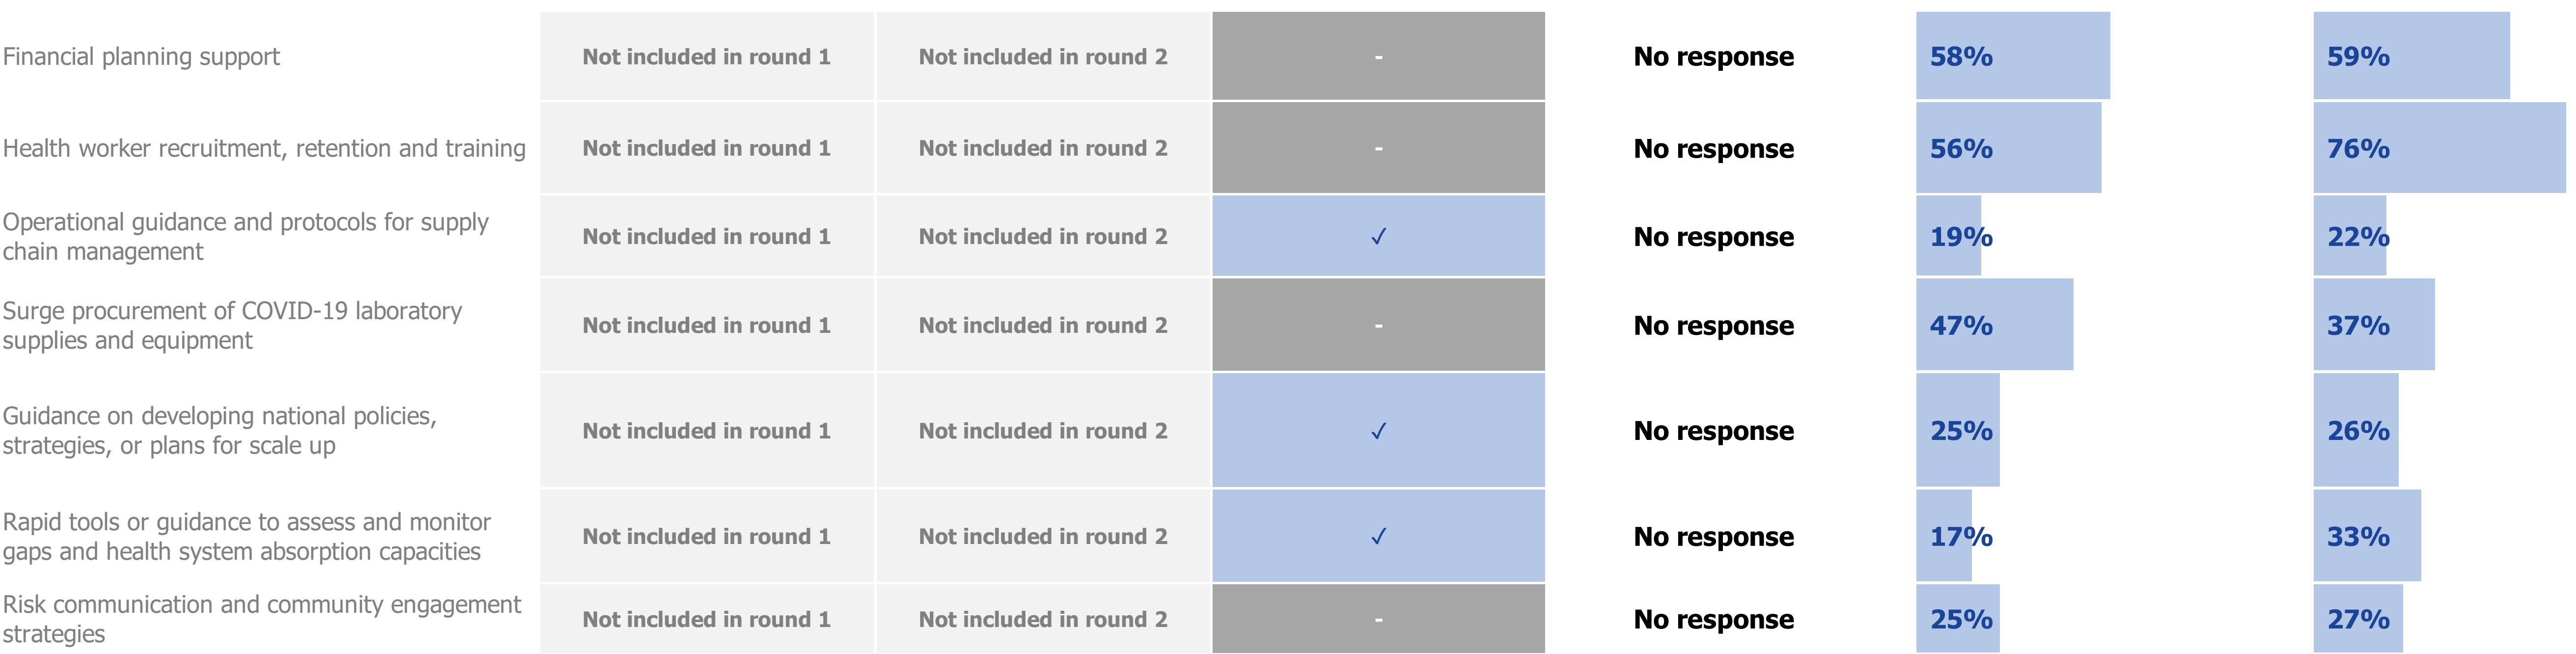 Financial planning support Not included in round 1 Not included in round 2 - No response 58% 59%
Health worker recruitment, retention and training Not included in round 1 Not included in round 2 - No response 56% 76%
Operational guidance and protocols for supply
chain management Not included in round 1 Not included in round 2 ✓ No response 19% 22%
Surge procurement of COVID-19 laboratory
supplies and equipment Not included in round 1 Not included in round 2 - No response 47% 37%
Guidance on developing national policies,
strategies, or plans for scale up Not included in round 1 Not included in round 2 ✓ No response 25% 26%
Rapid tools or guidance to assess and monitor
gaps and health system absorption capacities Not included in round 1 Not included in round 2 ✓ No response 17% 33%
Risk communication and community engagement
strategies Not included in round 1 Not included in round 2 - No response 25% 27%